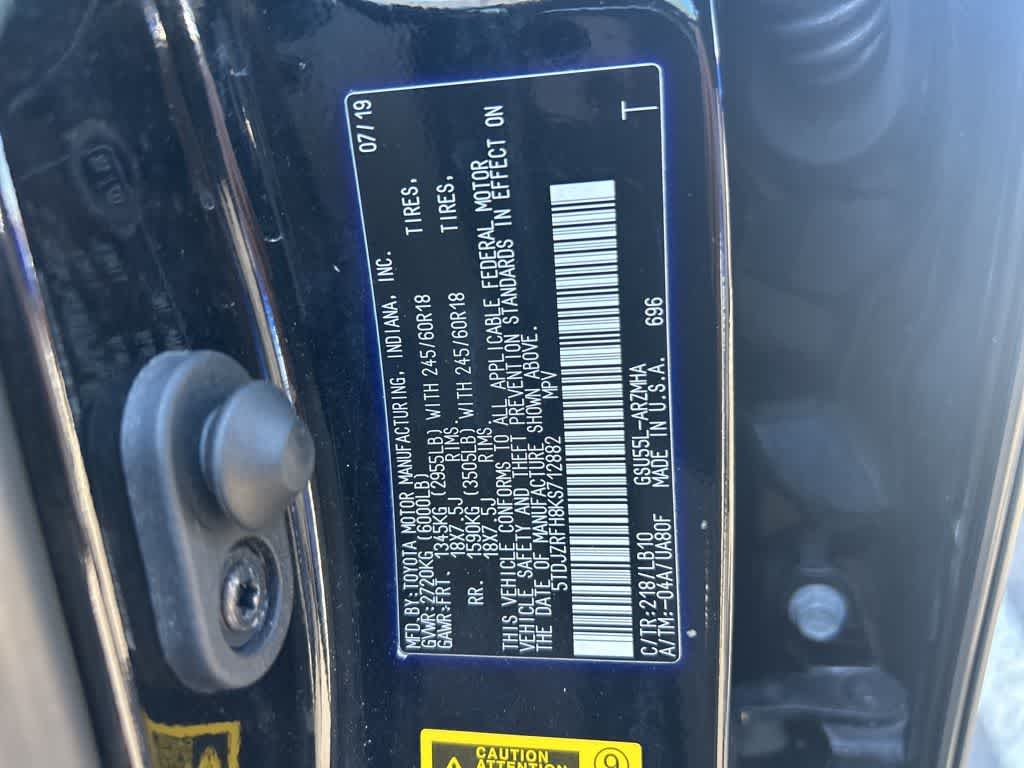 MFD.BY:TOYOTA MOTOR MANUFACTURING, INDIANA, INC. 07/19
GVWR:2720KG (6000LB)
GAWR:FRT. 1345KG (2955LB) WITH 245/60R18 TIRES,
18X7.5J RIMS.
RR. 1590KG (3505LB) WITH 245/60R18 TIRES,
18X7.5J RIMS.
THIS VEHICLE CONFORMS TO ALL APPLICABLE FEDERAL MOTOR
VEHICLE SAFETY AND THEFT PREVENTION STANDARDS IN EFFECT ON
THE DATE OF MANUFACTURE SHOWN ABOVE.
5TDJZRFH8KS712882 MPV
C/TR:218/LB10 GSU55L-ARZMHA 696 T
A/TM:-04A/UA80F MADE IN U.S.A.
CAUTION
ATTENTION